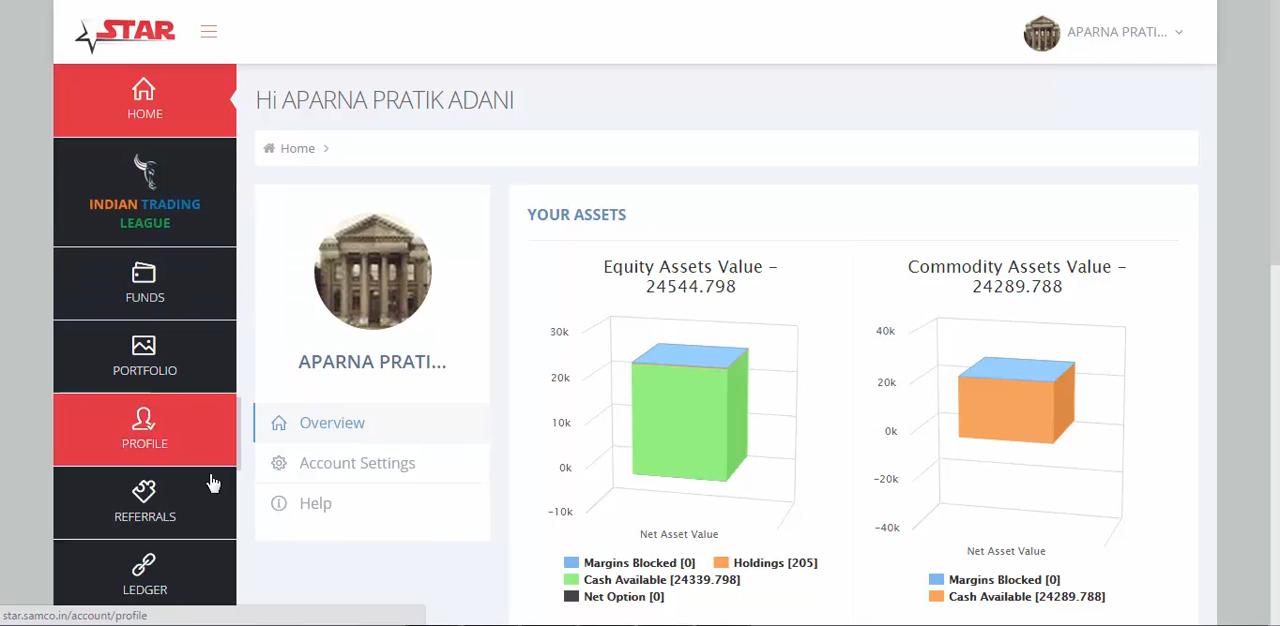 STAR
APARNA PRATI...
HOME
Hi APARNA PRATIK ADANI
Home
INDIAN TRADING
LEAGUE
FUNDS
PORTFOLIO
PROFILE
REFERRALS
LEDGER
APARNA PRATI...
Overview
Account Settings
Help
YOUR ASSETS
Equity Assets Value –
24544.798
30k
20k
10k
0k
-10k
Net Asset Value
Margins Blocked [0] Holdings [205]
Cash Available [24339.798]
Net Option [0]
Commodity Assets Value –
24289.788
40k
20k
0k
-20k
-40k
Net Asset Value
Margins Blocked [0]
Cash Available [24289.788]
star.samco.in/account/profile